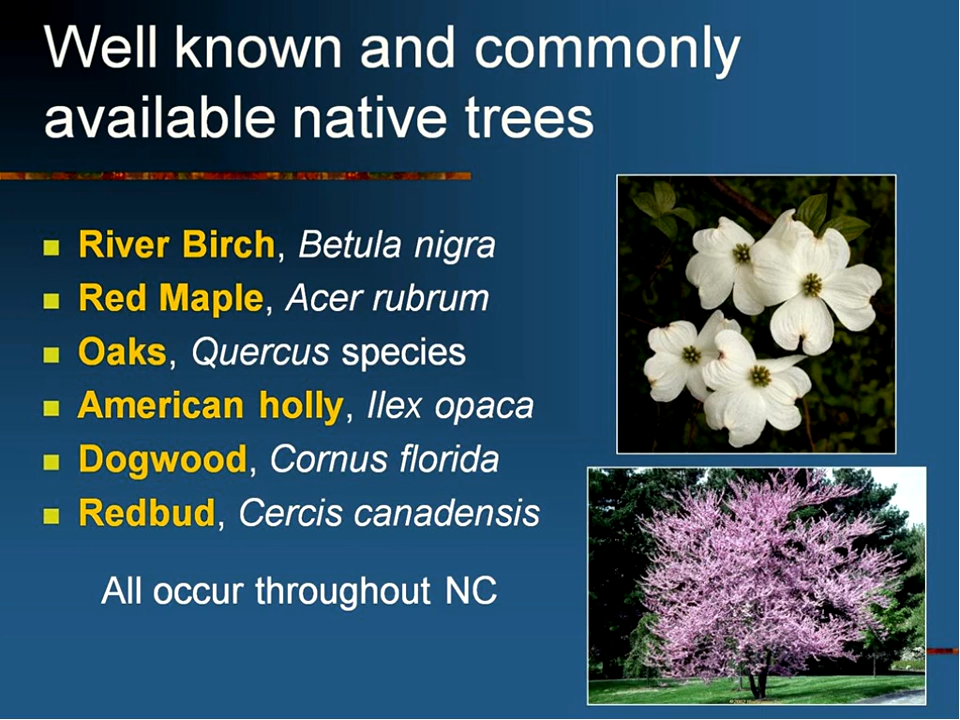 Well known and commonly
available native trees
River Birch, Betula nigra
Red Maple, Acer rubrum
Oaks, Quercus species
American holly, Ilex opaca
Dogwood, Cornus florida
Redbud, Cercis canadensis
All occur throughout NC